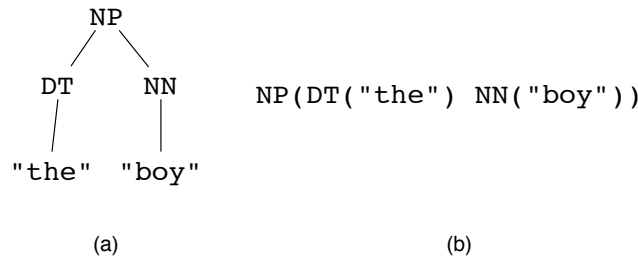 NP
DT NN
NP(DT("the") NN("boy"))
"the" "boy"
(a) (b)